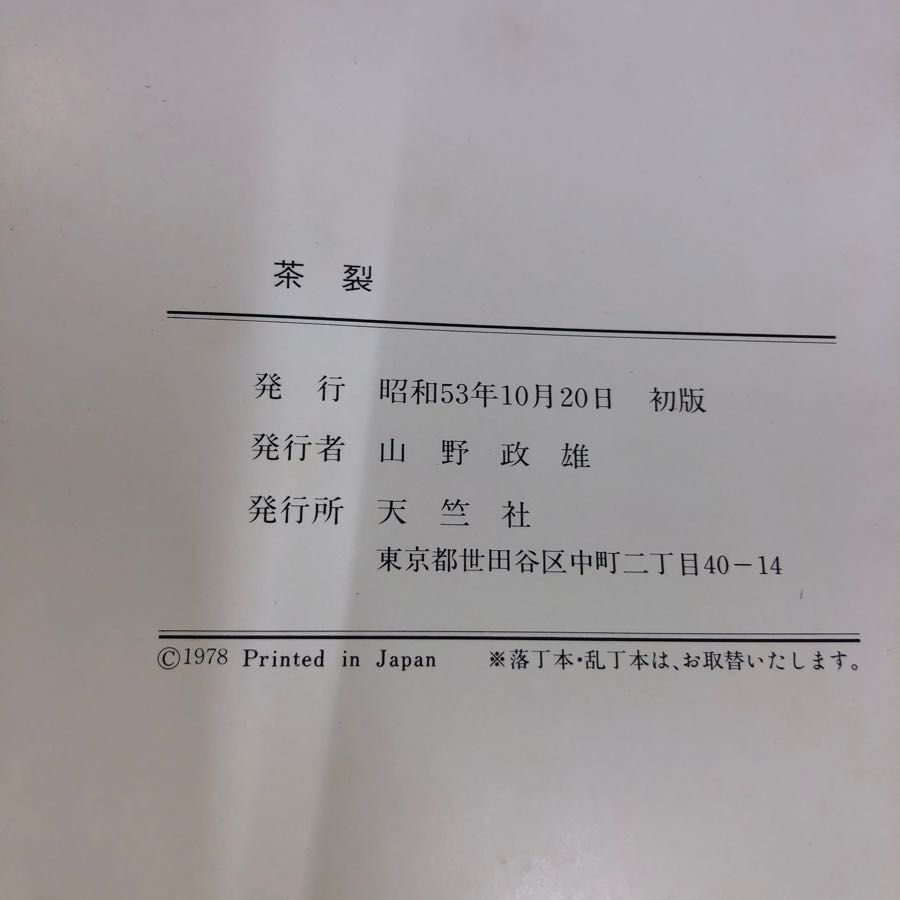 茶裂
発行 昭和53年10月20日 初版
発行者 山野政雄
発行所 天竺社
東京都世田谷区中町二丁目40-14
©1978 Printed in Japan ※落丁本・乱丁本は、お取替いたします。